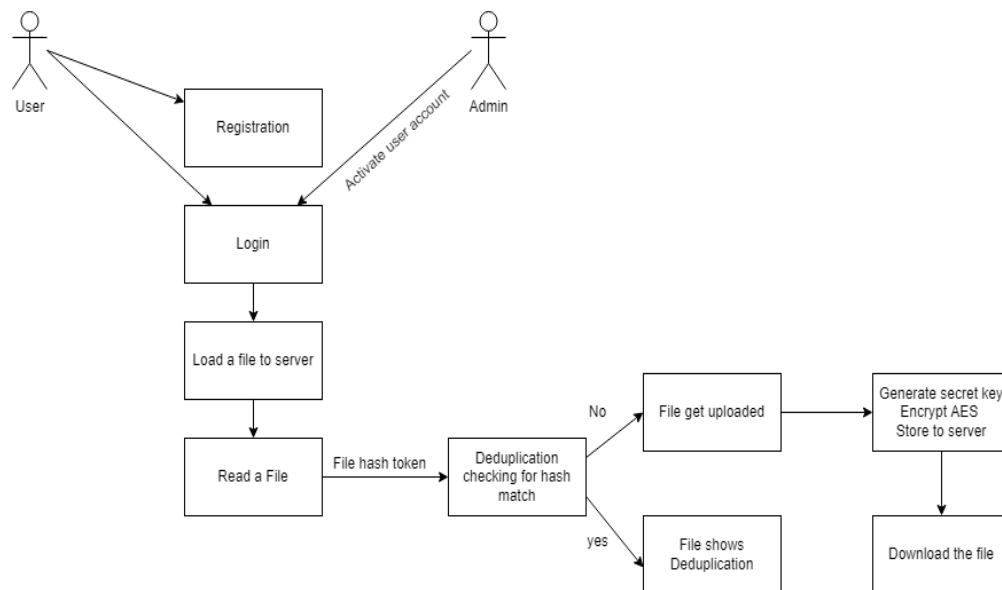 User
Admin
Registration
Activate user account
Login
Load a file to server
Read a File
File hash token
Deduplication
checking for hash
match
No
yes
File get uploaded
File shows
Deduplication
Generate secret key
Encrypt AES
Store to server
Download the file